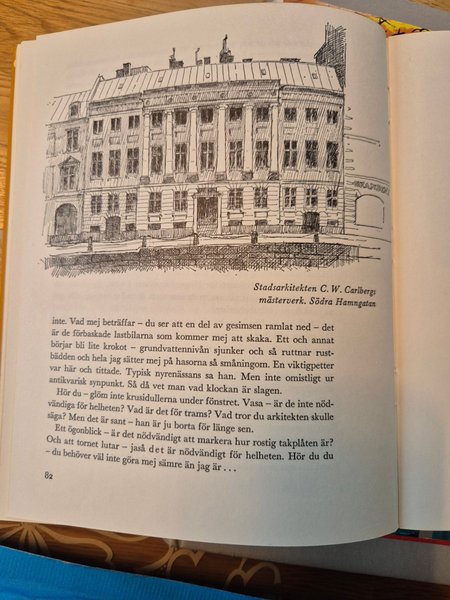 SKANDI
Stadsarkitekten C. W. Carlbergs
mästerverk. Södra Hamngatan
inte. Vad mej beträffar – du ser att en del av gesimsen ramlat ned – det
är de förbaskade lastbilarna som kommer mej att skaka. Ett och annat
börjar bli lite krokot – grundvattennivån sjunker och så ruttnar rust-
bädden och hela jag sätter mej på hasorna så småningom. En viktigpetter
var här och tittade. Typisk nyrenässans sa han. Men inte omistligt ur
antikvarisk synpunkt. Så då vet man vad klockan är slagen.
Hör du – glöm inte krusidullerna under fönstret. Vasa – är de inte nöd-
vändiga för helheten? Vad är det för trams? Vad tror du arkitekten skulle
säga? Men det är sant – han är ju borta för länge sen.
Ett ögonblick – är det nödvändigt att markera hur rostig takplåten är?
Och att tornet lutar – jaså det är nödvändigt för helheten. Hör du du
– du behöver väl inte göra mej sämre än jag är . . .
82